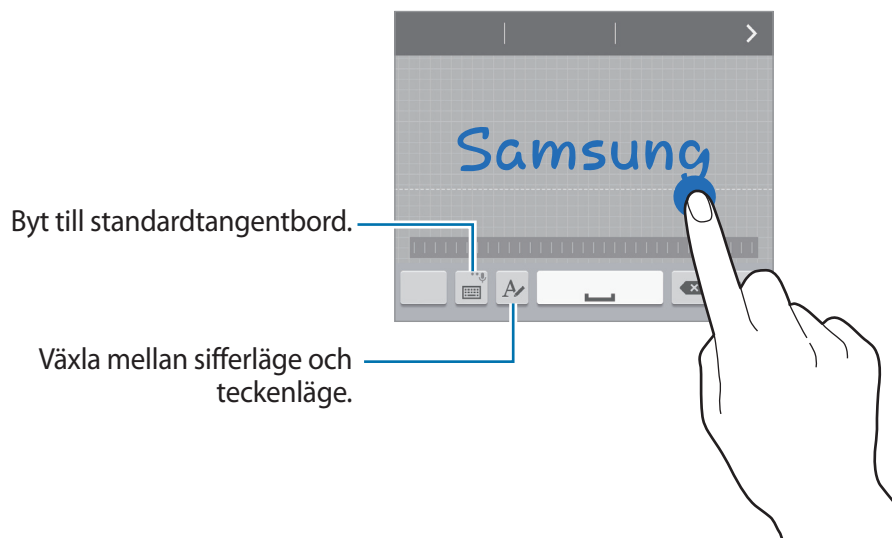 Samsung
Byt till standardtangentbord.
Växla mellan sifferläge och
teckenläge.